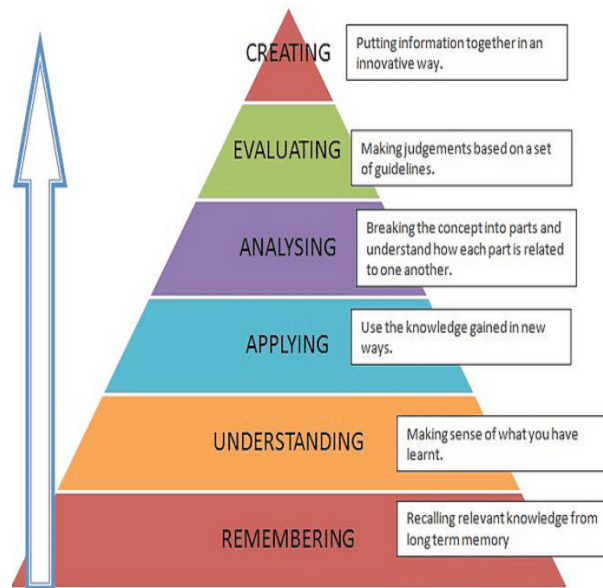 CREATING
Putting information together in an
innovative way.
EVALUATING
Making judgements based on a set
of guidelines.
ANALYSING
Breaking the concept into parts and
understand how each part is related
to one another.
APPLYING
Use the knowledge gained in new
ways.
UNDERSTANDING
Making sense of what you have
learnt.
REMEMBERING
Recalling relevant knowledge from
long term memory